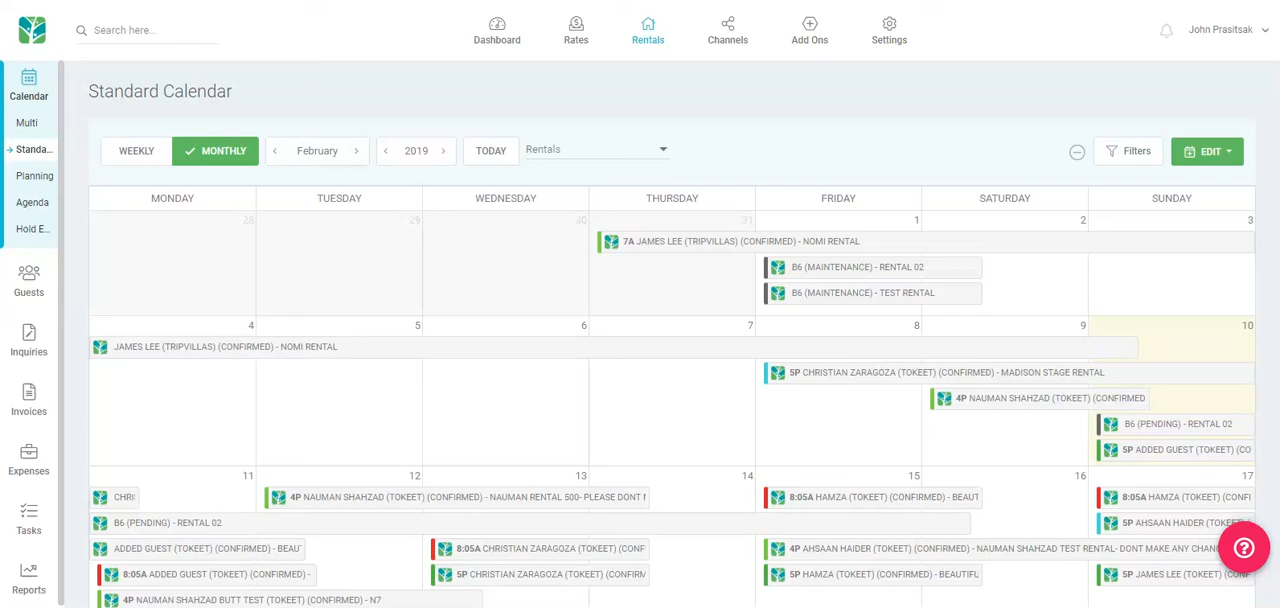 Search here...
Dashboard
Rates
Rentals
Channels
Add Ons
Settings
John Prasitsak
Calendar
Multi
Standa...
Planning
Agenda
Hold E...
Guests
Inquiries
Invoices
Expenses
Tasks
Reports
Standard Calendar
WEEKLY
MONTHLY
February
2019
TODAY
Rentals
Filters
EDIT
MONDAY TUESDAY WEDNESDAY THURSDAY FRIDAY SATURDAY SUNDAY
28 29 30 31 1 2 3
7A JAMES LEE (TRIPVILLAS) (CONFIRMED) - NOMI RENTAL
B6 (MAINTENANCE) - RENTAL 02
B6 (MAINTENANCE) - TEST RENTAL
4 5 6 7 8 9 10
JAMES LEE (TRIPVILLAS) (CONFIRMED) - NOMI RENTAL
5P CHRISTIAN ZARAGOZA (TOKEET) (CONFIRMED) - MADISON STAGE RENTAL
4P NAUMAN SHAHZAD (TOKEET) (CONFIRMED
B6 (PENDING) - RENTAL 02
5P ADDED GUEST (TOKEET) (CO
11 12 13 14 15 16 17
CHRI
4P NAUMAN SHAHZAD (TOKEET) (CONFIRMED) - NAUMAN RENTAL 500- PLEASE DONT
8:05A HAMZA (TOKEET) (CONFIRMED) - BEAUT
8:05A HAMZA (TOKEET) (CONFI
B6 (PENDING) - RENTAL 02
5P AHSAAN HAIDER (TOKEE
ADDED GUEST (TOKEET) (CONFIRMED) - BEAU
8:05A CHRISTIAN ZARAGOZA (TOKEET) (CONF
4P AHSAAN HAIDER (TOKEET) (CONFIRMED) - NAUMAN SHAHZAD TEST RENTAL- DONT MAKE ANY CHAN
8:05A ADDED GUEST (TOKEET) (CONFIRMED) -
5P CHRISTIAN ZARAGOZA (TOKEET) (CONFIRM
5P HAMZA (TOKEET) (CONFIRMED) - BEAUTIFU
5P JAMES LEE (TOKEET) (CONF
4P NAUMAN SHAHZAD BUTT TEST (TOKEET) (CONFIRMED) - N7